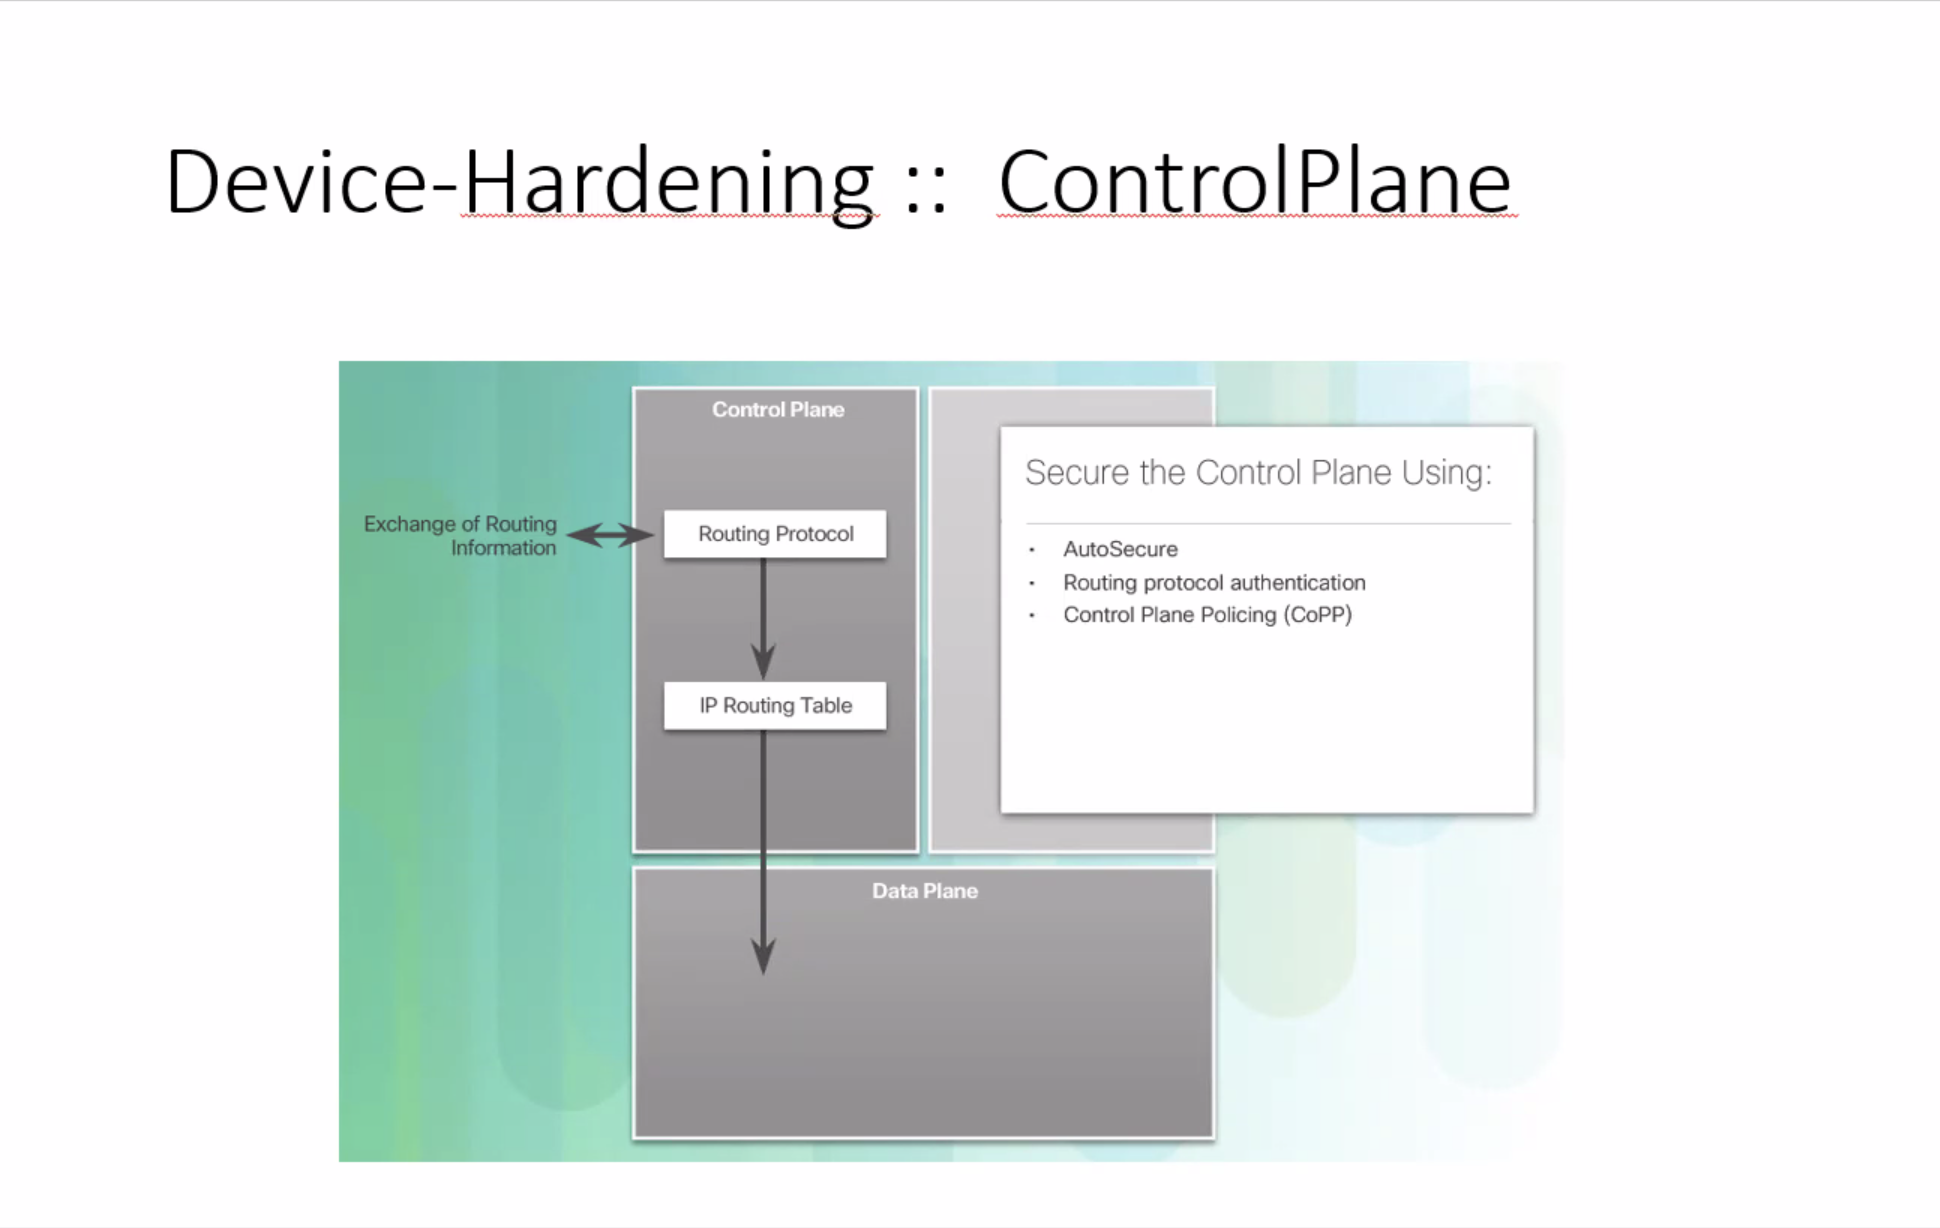 Device-Hardening :: ControlPlane
Control Plane
Exchange of Routing
Information
Routing Protocol
IP Routing Table
Secure the Control Plane Using:
· AutoSecure
· Routing protocol authentication
· Control Plane Policing (CoPP)
Data Plane